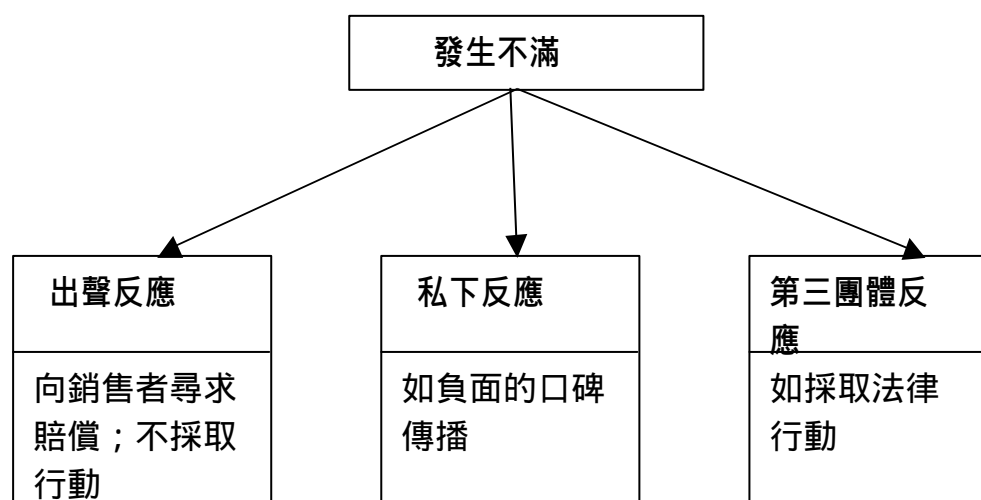 發生不滿
出聲反應
私下反應
第三團體反
應
向銷售者尋求
賠償；不採取
行動
如負面的口碑
傳播
如採取法律
行動